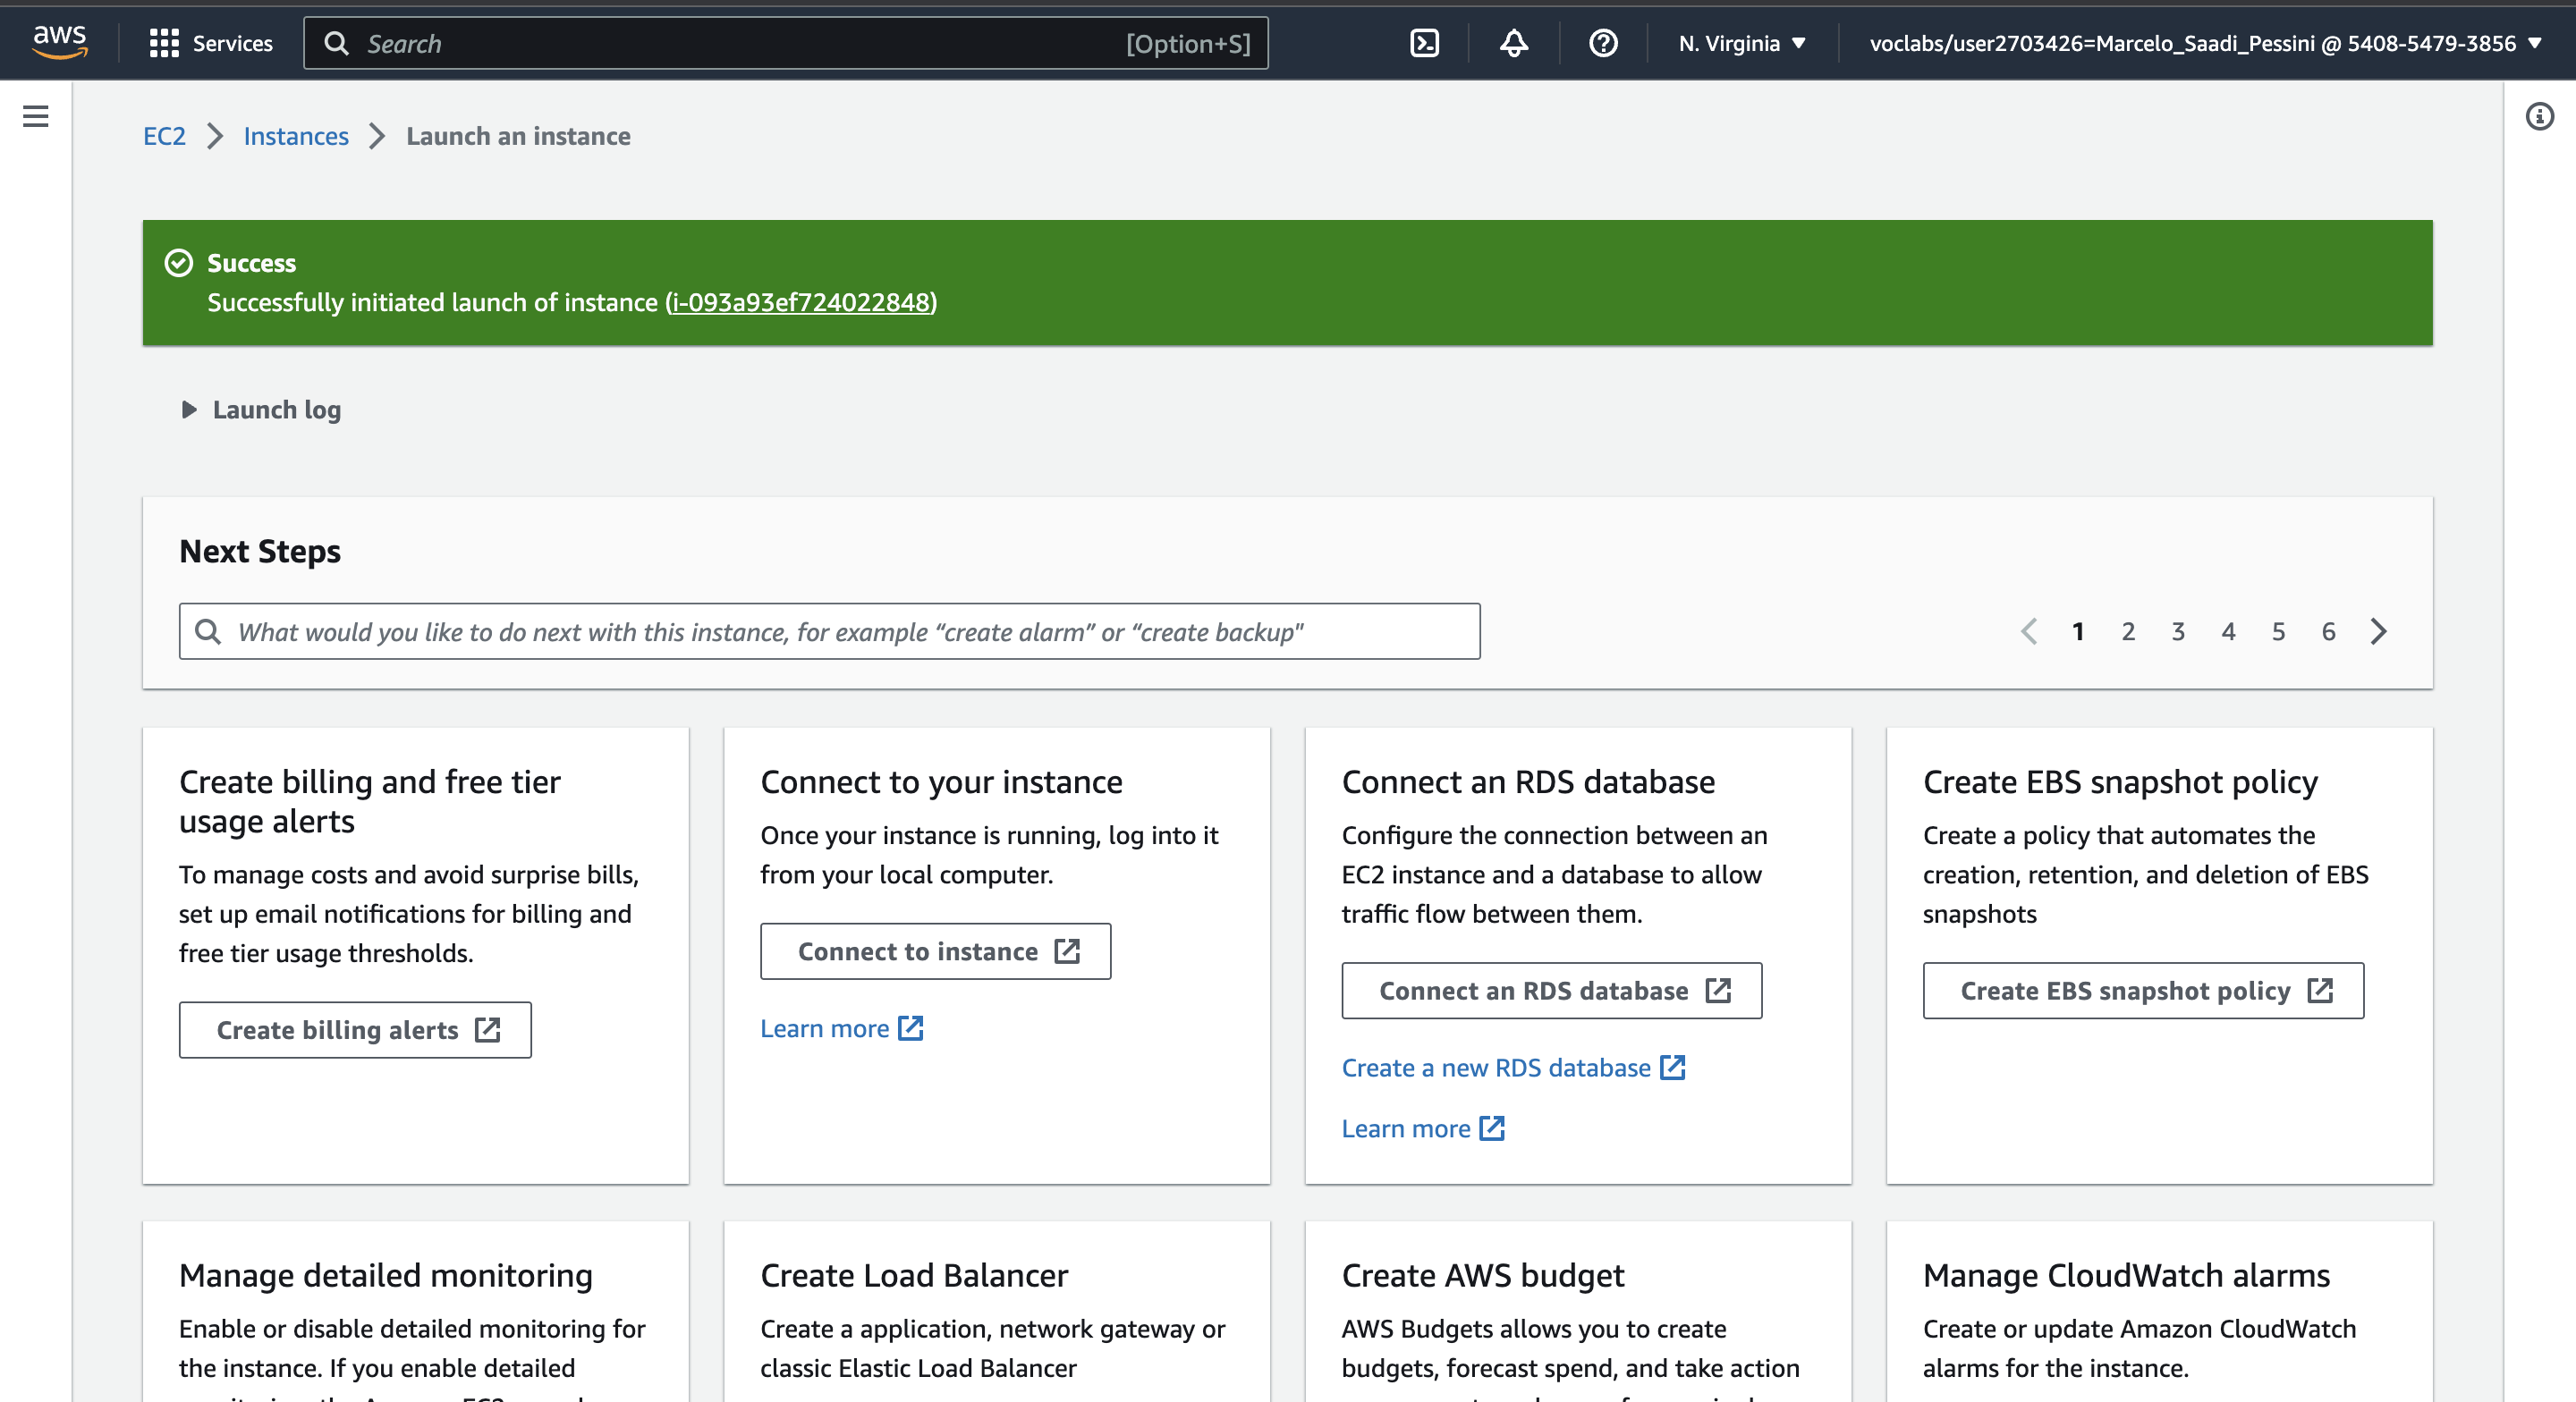 aws
Services
Search
[Option+S]
N. Virginia
voclabs/user2703426=Marcelo_Saadi_Pessini @ 5408-5479-3856
EC2
Instances
Launch an instance
Success
Successfully initiated launch of instance (i-093a93ef724022848)
Launch log
Next Steps
What would you like to do next with this instance, for example “create alarm” or “create backup"
1 2 3 4 5 6
Create billing and free tier
usage alerts
To manage costs and avoid surprise bills,
set up email notifications for billing and
free tier usage thresholds.
Create billing alerts
Connect to your instance
Once your instance is running, log into it
from your local computer.
Connect to instance
Learn more
Connect an RDS database
Configure the connection between an
EC2 instance and a database to allow
traffic flow between them.
Connect an RDS database
Create a new RDS database
Learn more
Create EBS snapshot policy
Create a policy that automates the
creation, retention, and deletion of EBS
snapshots
Create EBS snapshot policy
Manage detailed monitoring
Enable or disable detailed monitoring for
the instance. If you enable detailed
Create Load Balancer
Create a application, network gateway or
classic Elastic Load Balancer
Create AWS budget
AWS Budgets allows you to create
budgets, forecast spend, and take action
Manage CloudWatch alarms
Create or update Amazon CloudWatch
alarms for the instance.